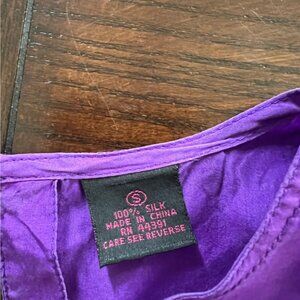 S
100% SILK
MADE IN CHINA
RN 44391
CARE SEE REVERSE